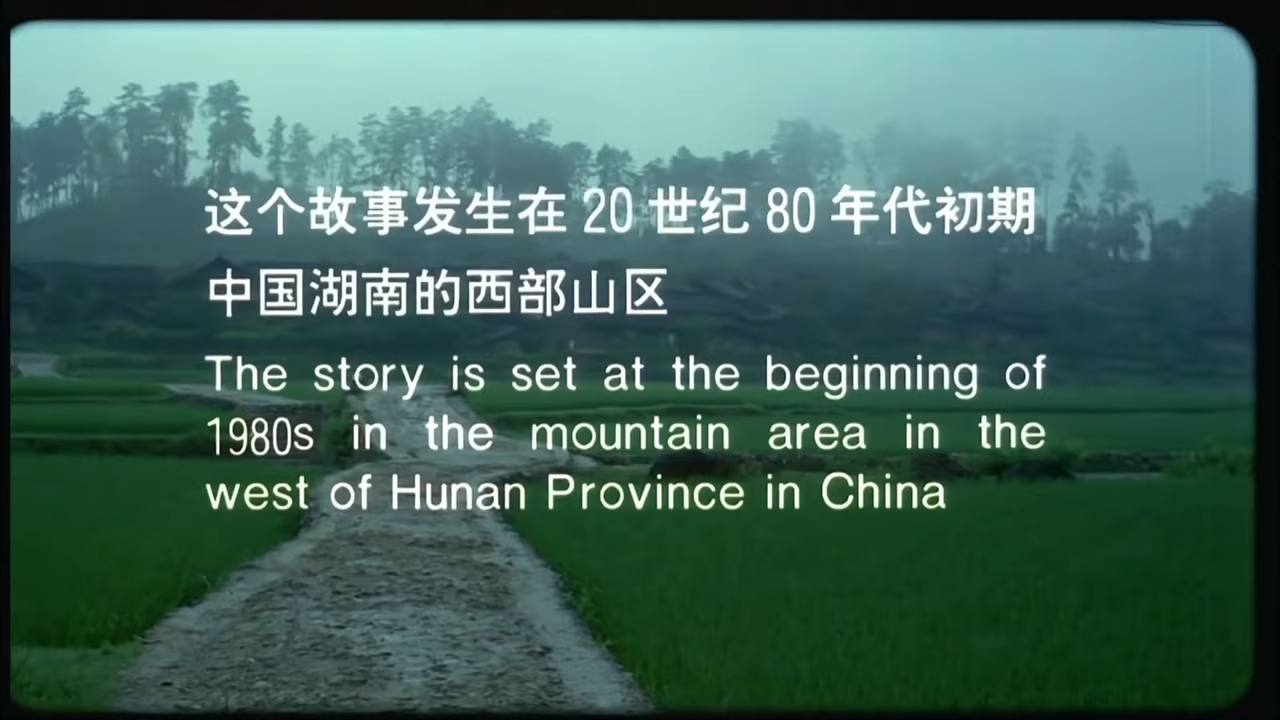 这个故事发生在 20 世纪 80 年代初期
中国湖南的西部山区
The story is set at the beginning of
1980s in the mountain area in the
west of Hunan Province in China